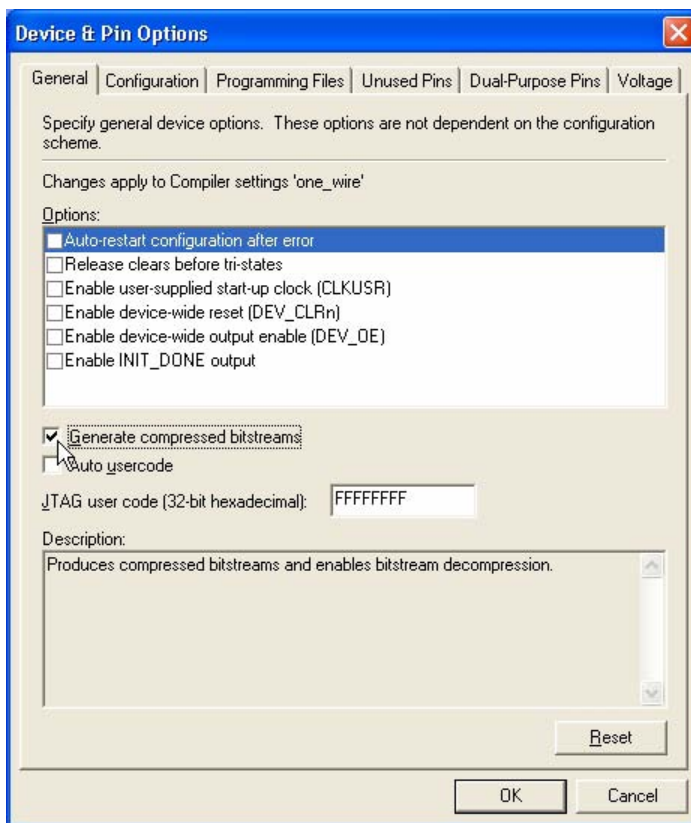 Device & Pin Options
General Configuration Programming Files Unused Pins Dual-Purpose Pins Voltage
Specify general device options. These options are not dependent on the configuration
scheme.
Changes apply to Compiler settings 'one_wire'
Options:
Auto-restart configuration after error
Release clears before tri-states
Enable user-supplied start-up clock (CLKUSR)
Enable device-wide reset (DEV_CLRn)
Enable device-wide output enable (DEV_OE)
Enable INIT_DONE output
Generate compressed bitstreams
Auto usercode
JTAG user code (32-bit hexadecimal): FFFFFFFF
Description:
Produces compressed bitstreams and enables bitstream decompression.
Reset
OK Cancel